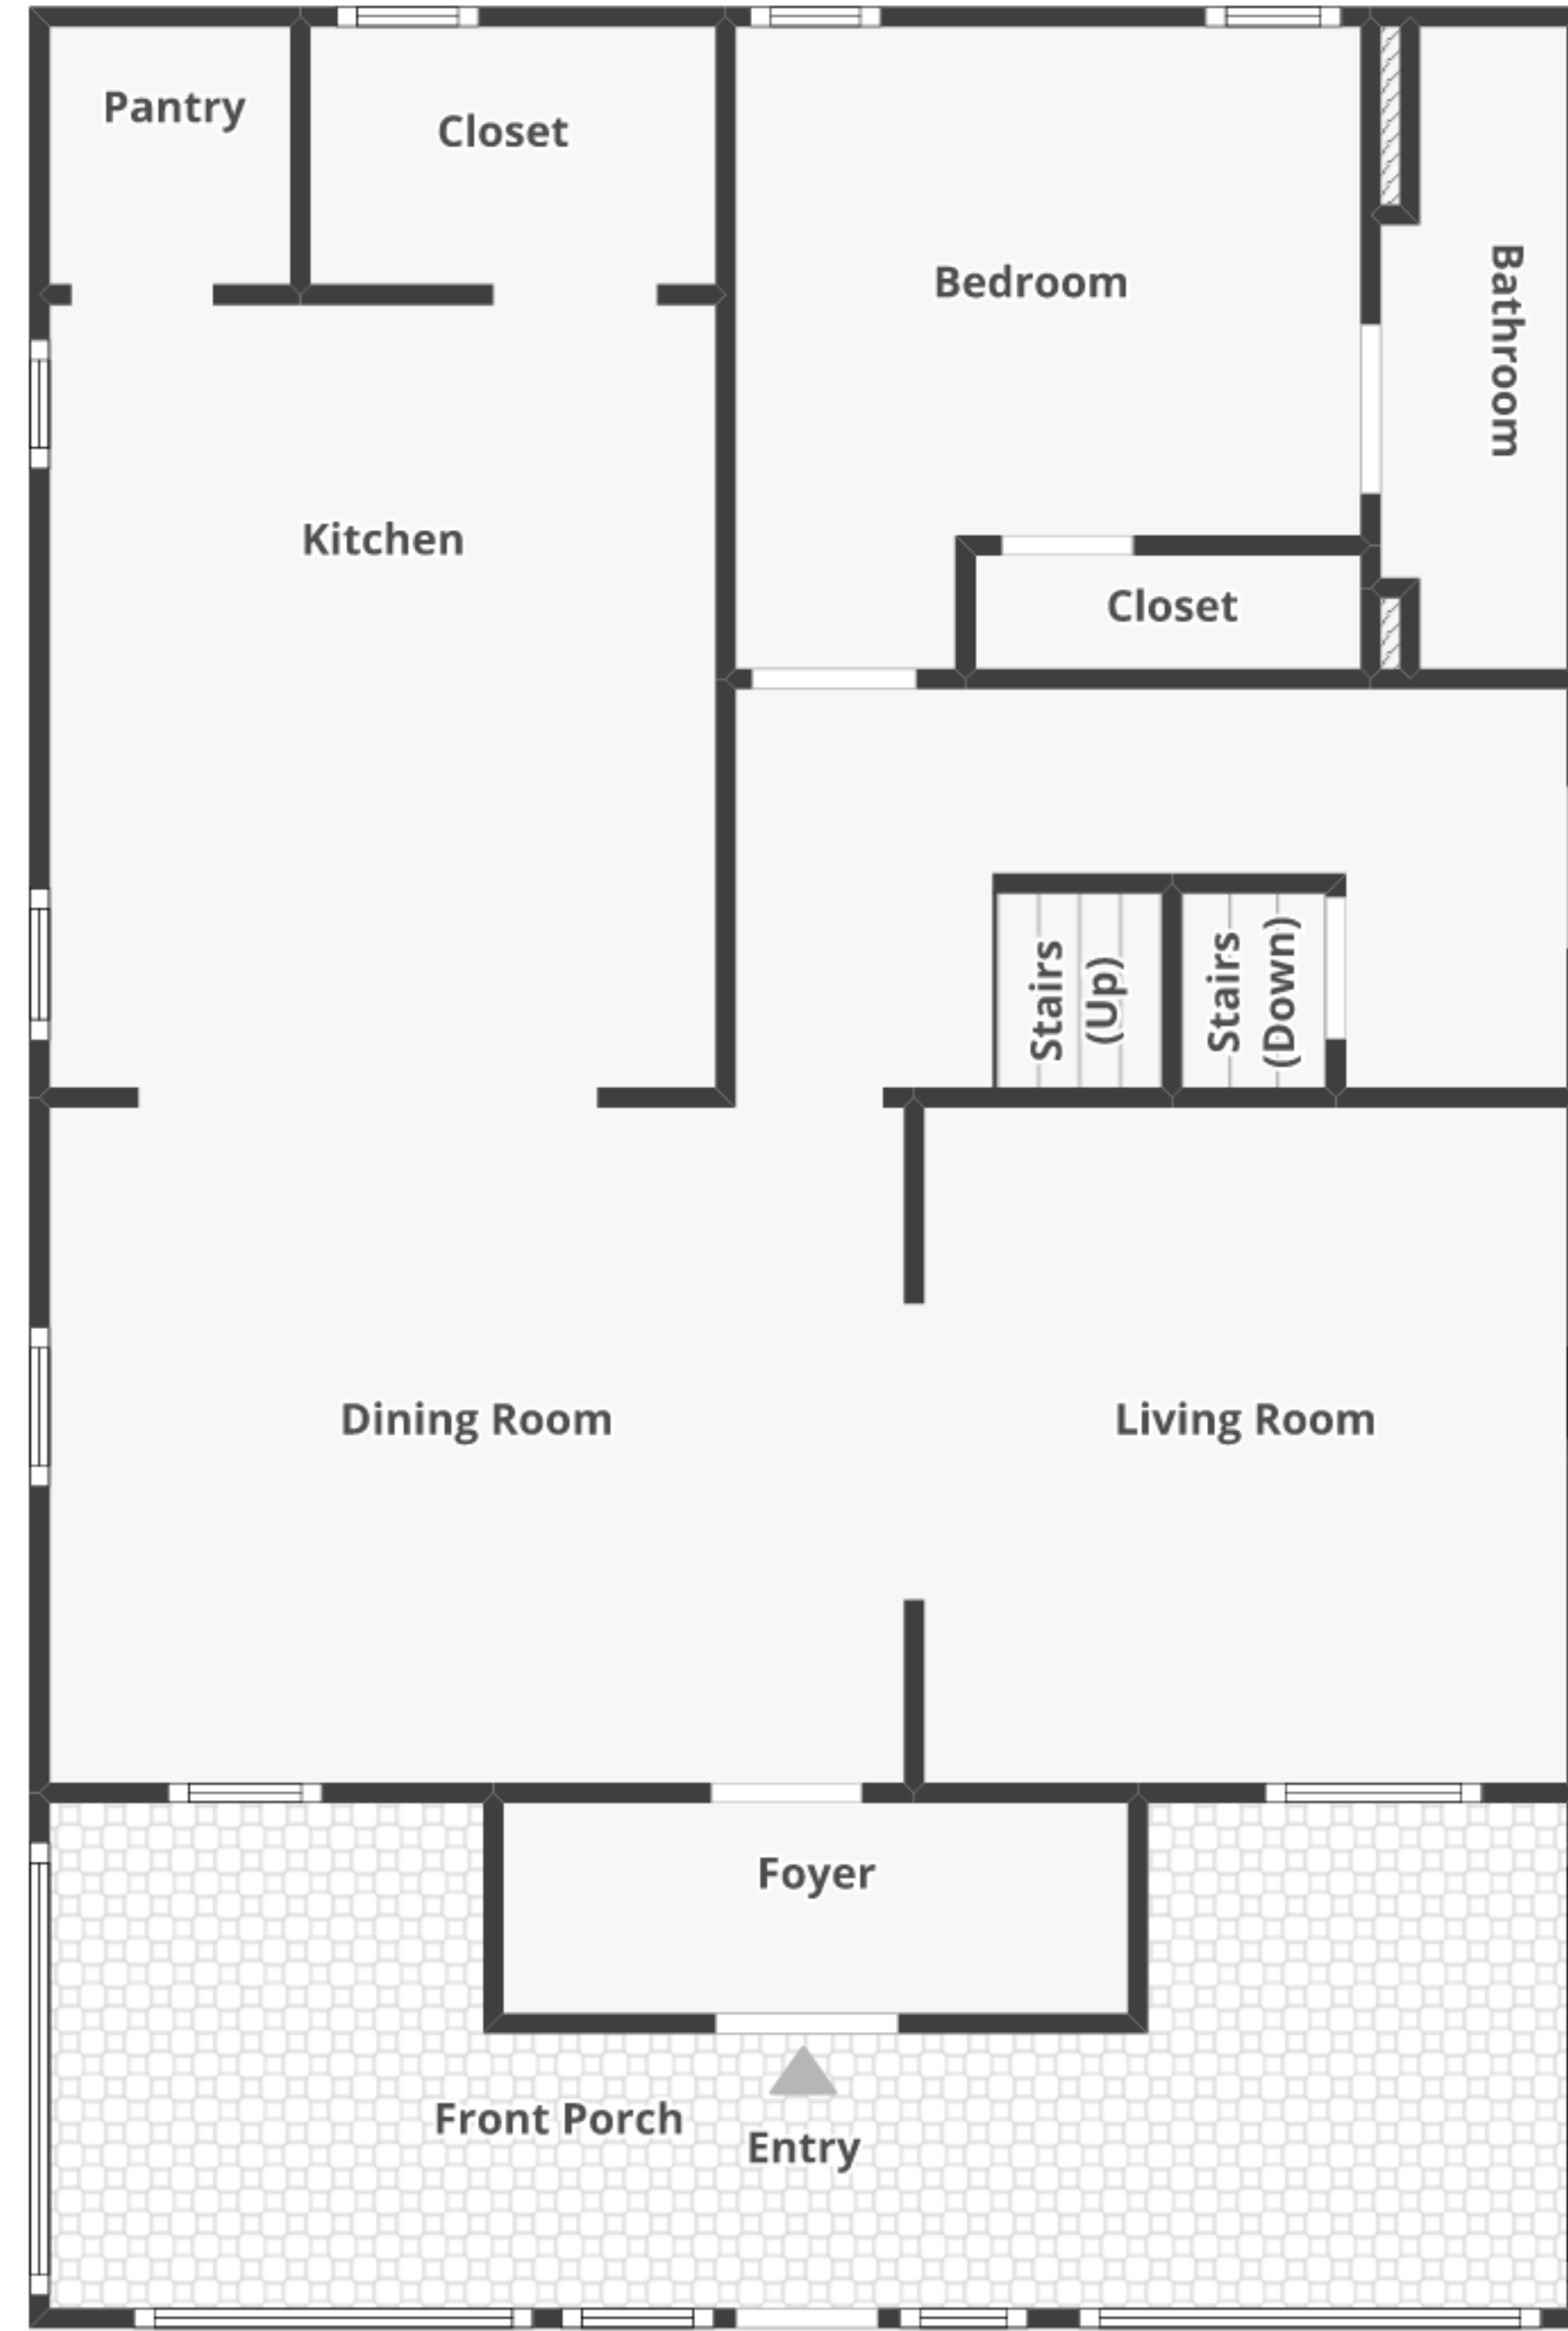 Pantry
Closet
Bedroom
Bathroom
Kitchen
Closet
Stairs
(Up)
Stairs
(Down)
Dining Room
Living Room
Foyer
Front Porch
Entry